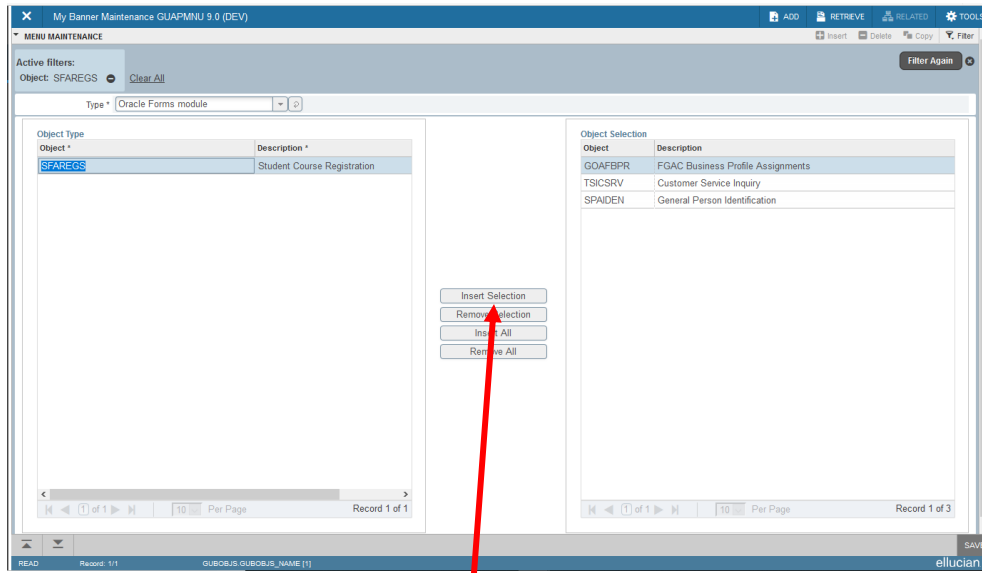 ✕ My Banner Maintenance GUAPMNU 9.0 (DEV) ADD RETRIEVE RELATED TOOLS
MENU MAINTENANCE Insert Delete Copy Filter
Active filters: Filter Again
Object: SFAREGS Clear All
Type * Oracle Forms module
Object Type Object Selection
Object * Description * Object Description
SFAREGS Student Course Registration GOAFBPR FGAC Business Profile Assignments
TSICSRV Customer Service Inquiry
SPAIDEN General Person Identification
Insert Selection
Remove Selection
Insert All
Remove All
1 of 1 10 Per Page Record 1 of 1 1 of 1 10 Per Page Record 1 of 3
SAVE
READ Record: 1/1 GUBOBJS.GUBOBJS_NAME [1] ellucian